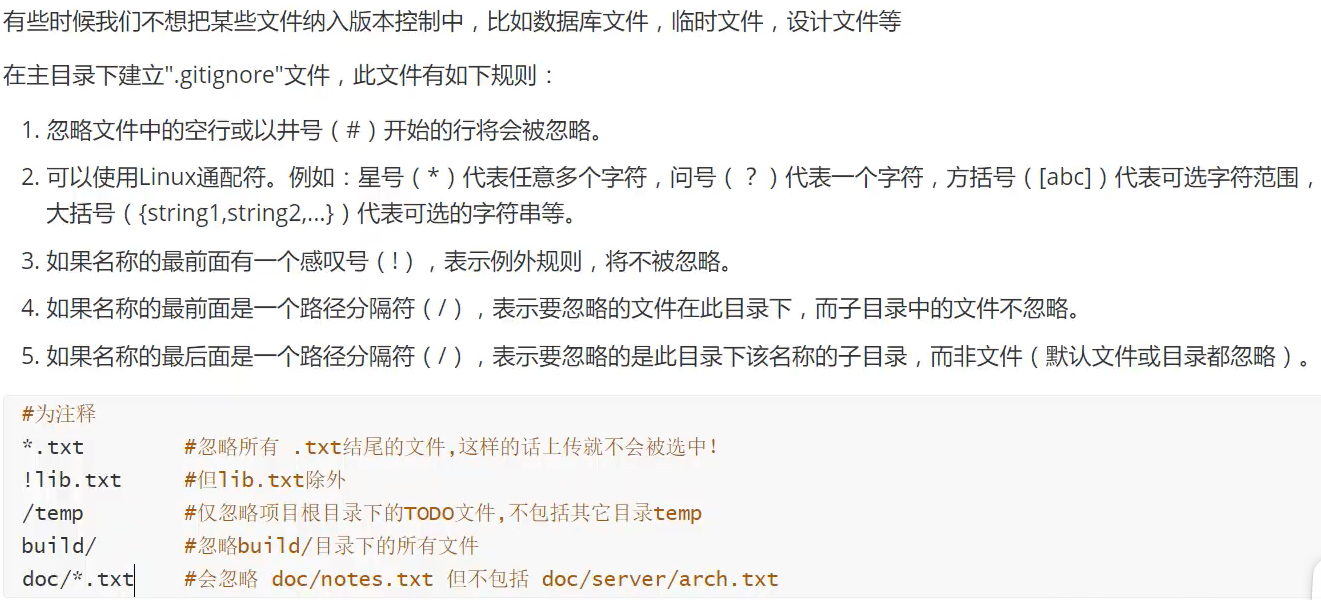 有些时候我们不想把某些文件纳入版本控制中，比如数据库文件，临时文件，设计文件等
在主目录下建立".gitignore"文件，此文件有如下规则：
1. 忽略文件中的空行或以井号（#）开始的行将会被忽略。
2. 可以使用Linux通配符。例如：星号（*）代表任意多个字符，问号（？）代表一个字符，方括号（[abc]）代表可选字符范围，
大括号（{string1,string2,...}）代表可选的字符串等。
3. 如果名称的最前面有一个感叹号（!），表示例外规则，将不被忽略。
4. 如果名称的最前面是一个路径分隔符（/），表示要忽略的文件在此目录下，而子目录中的文件不忽略。
5. 如果名称的最后面是一个路径分隔符（/），表示要忽略的是此目录下该名称的子目录，而非文件（默认文件或目录都忽略）。
#为注释
*.txt #忽略所有 .txt结尾的文件,这样的话上传就不会被选中!
!lib.txt #但lib.txt除外
/temp #仅忽略项目根目录下的TODO文件,不包括其它目录temp
build/ #忽略build/目录下的所有文件
doc/*.txt #会忽略 doc/notes.txt 但不包括 doc/server/arch.txt